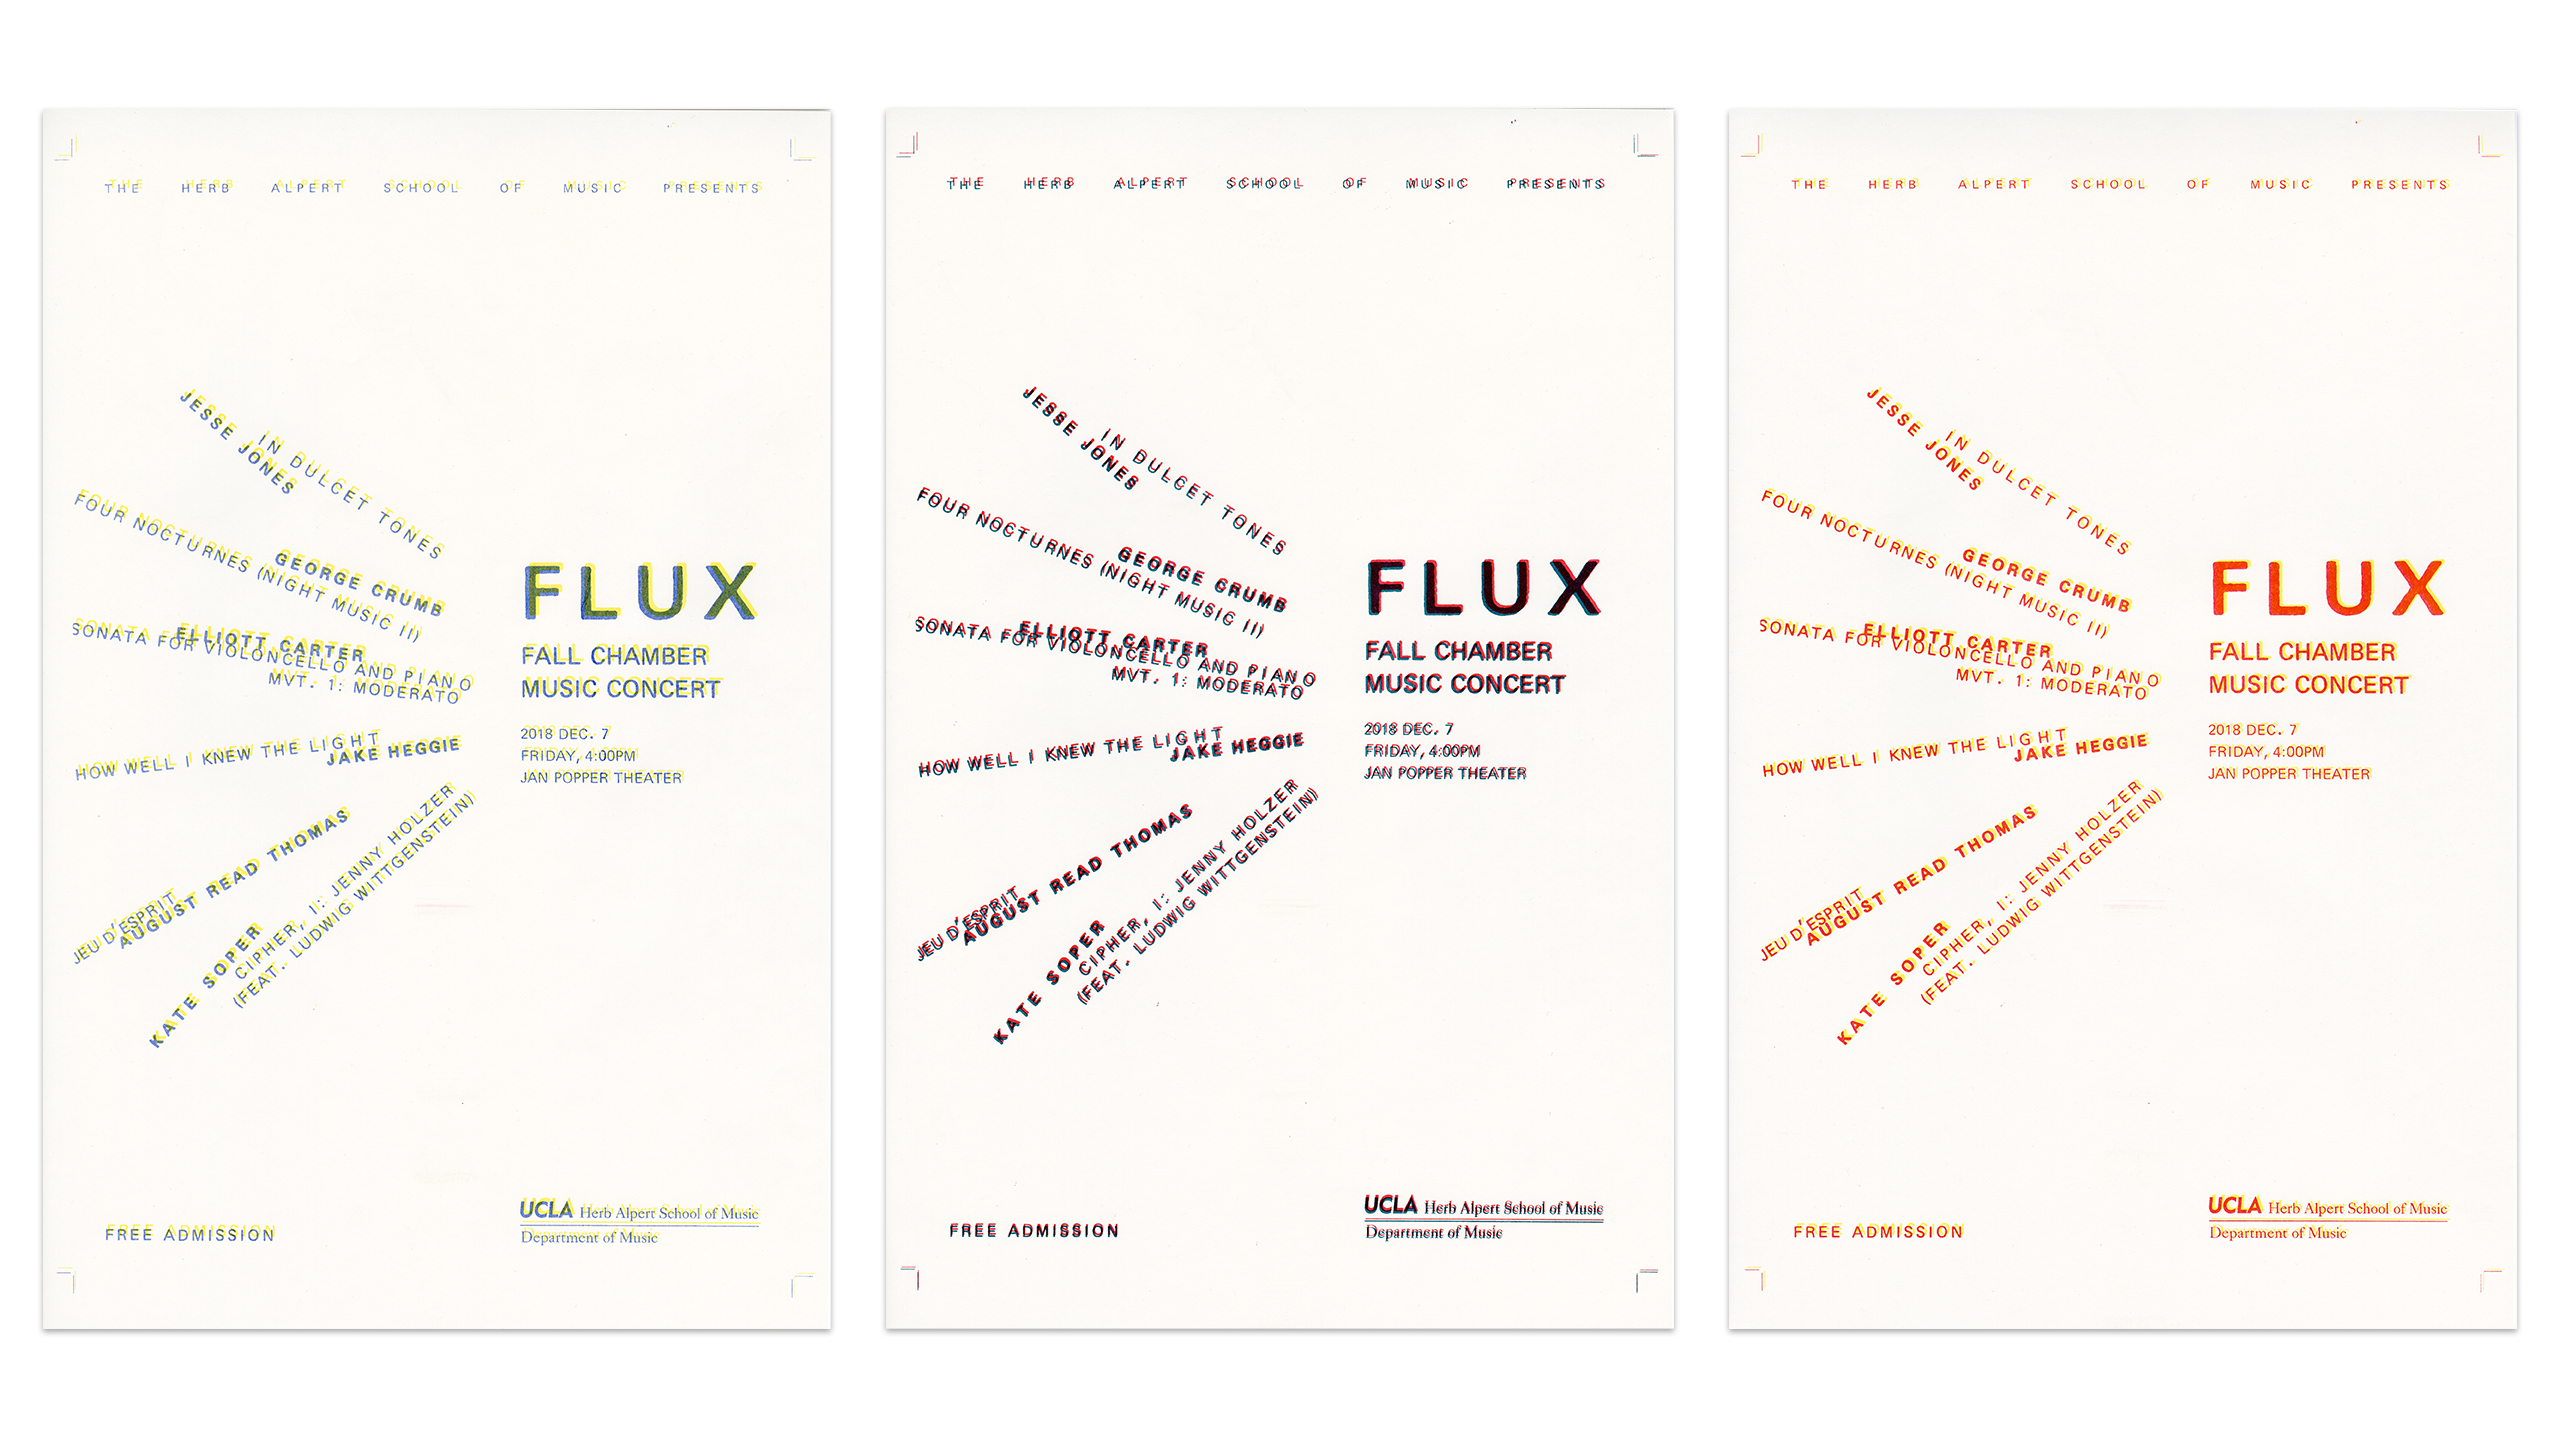 THE HERB ALPERT SCHOOL OF MUSIC PRESENTS
JESSE JONES
IN DULCET TONES
FOUR NOCTURNES (NIGHT MUSIC II)
GEORGE CRUMB
ELLIOTT CARTER
SONATA FOR VIOLONCELLO AND PIANO
MVT. 1: MODERATO
HOW WELL I KNEW THE LIGHT
JAKE HEGGIE
JEU D'ESPRIT
AUGUST READ THOMAS
KATE SOPER
CIPHER, I: JENNY HOLZER
(FEAT. LUDWIG WITTGENSTEIN)
FLUX
FALL CHAMBER
MUSIC CONCERT
2018 DEC. 7
FRIDAY, 4:00PM
JAN POPPER THEATER
FREE ADMISSION
UCLA Herb Alpert School of Music
Department of Music
THE HERB ALPERT SCHOOL OF MUSIC PRESENTS
JESSE JONES
IN DULCET TONES
FOUR NOCTURNES (NIGHT MUSIC II)
GEORGE CRUMB
ELLIOTT CARTER
SONATA FOR VIOLONCELLO AND PIANO
MVT. 1: MODERATO
HOW WELL I KNEW THE LIGHT
JAKE HEGGIE
JEU D'ESPRIT
AUGUST READ THOMAS
KATE SOPER
CIPHER, I: JENNY HOLZER
(FEAT. LUDWIG WITTGENSTEIN)
FLUX
FALL CHAMBER
MUSIC CONCERT
2018 DEC. 7
FRIDAY, 4:00PM
JAN POPPER THEATER
FREE ADMISSION
UCLA Herb Alpert School of Music
Department of Music
THE HERB ALPERT SCHOOL OF MUSIC PRESENTS
JESSE JONES
IN DULCET TONES
FOUR NOCTURNES (NIGHT MUSIC II)
GEORGE CRUMB
ELLIOTT CARTER
SONATA FOR VIOLONCELLO AND PIANO
MVT. 1: MODERATO
HOW WELL I KNEW THE LIGHT
JAKE HEGGIE
JEU D'ESPRIT
AUGUST READ THOMAS
KATE SOPER
CIPHER, I: JENNY HOLZER
(FEAT. LUDWIG WITTGENSTEIN)
FLUX
FALL CHAMBER
MUSIC CONCERT
2018 DEC. 7
FRIDAY, 4:00PM
JAN POPPER THEATER
FREE ADMISSION
UCLA Herb Alpert School of Music
Department of Music